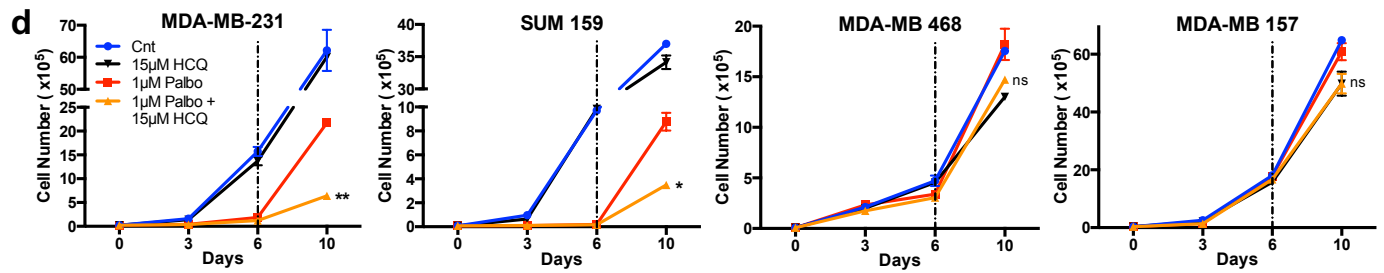 d
MDA-MB-231
Cell Number ( x10⁵)
70
60
50
25
20
15
10
5
0
Cnt
15µM HCQ
1µM Palbo
1µM Palbo +
15µM HCQ
**
0 3 6 10
Days
SUM 159
Cell Number ( x10⁵)
40
35
30
10
8
6
4
2
0
*
0 3 6 10
Days
MDA-MB 468
Cell Number ( x10⁵)
20
15
10
5
0
ns
0 3 6 10
Days
MDA-MB 157
Cell Number ( x10⁵)
60
40
20
0
ns
0 3 6 10
Days